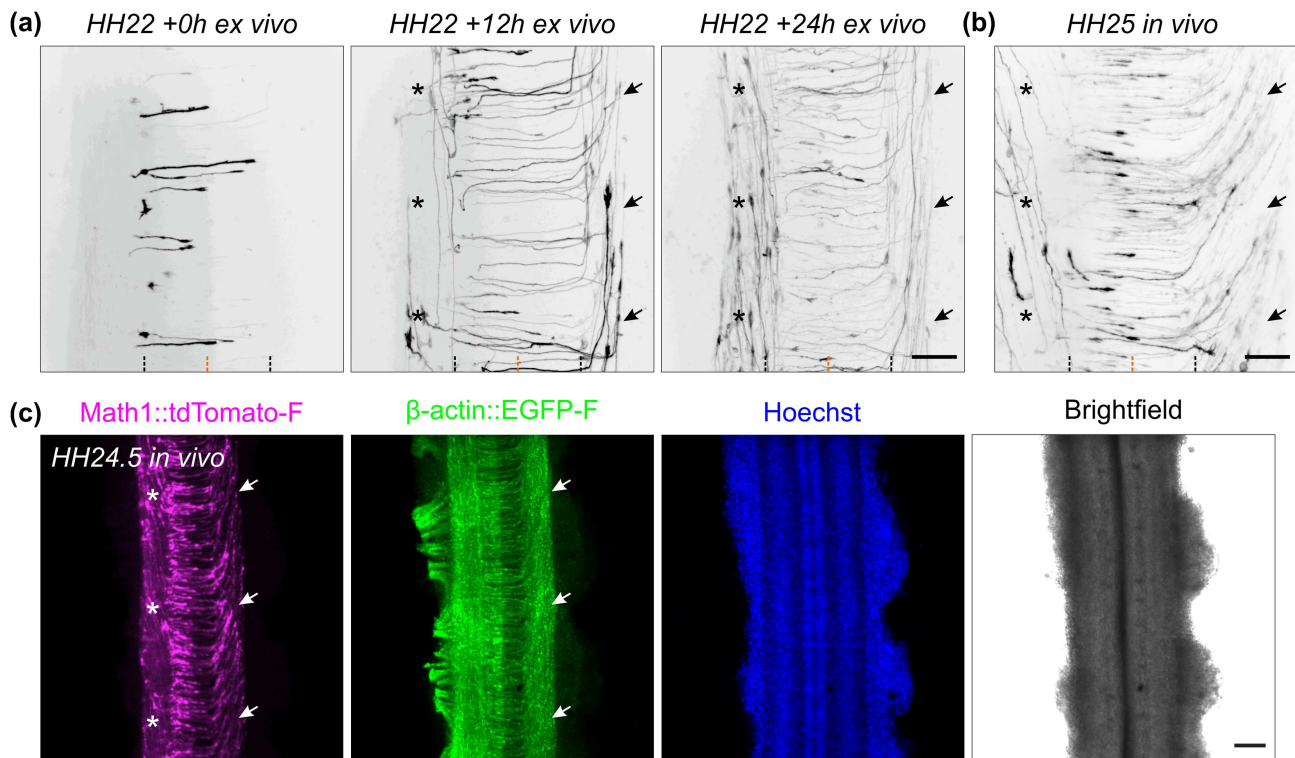 (a) HH22 +0h ex vivo HH22 +12h ex vivo HH22 +24h ex vivo (b) HH25 in vivo
* * *
* * *
* * *
(c) Math1::tdTomato-F β-actin::EGFP-F Hoechst Brightfield
HH24.5 in vivo
*
*
*